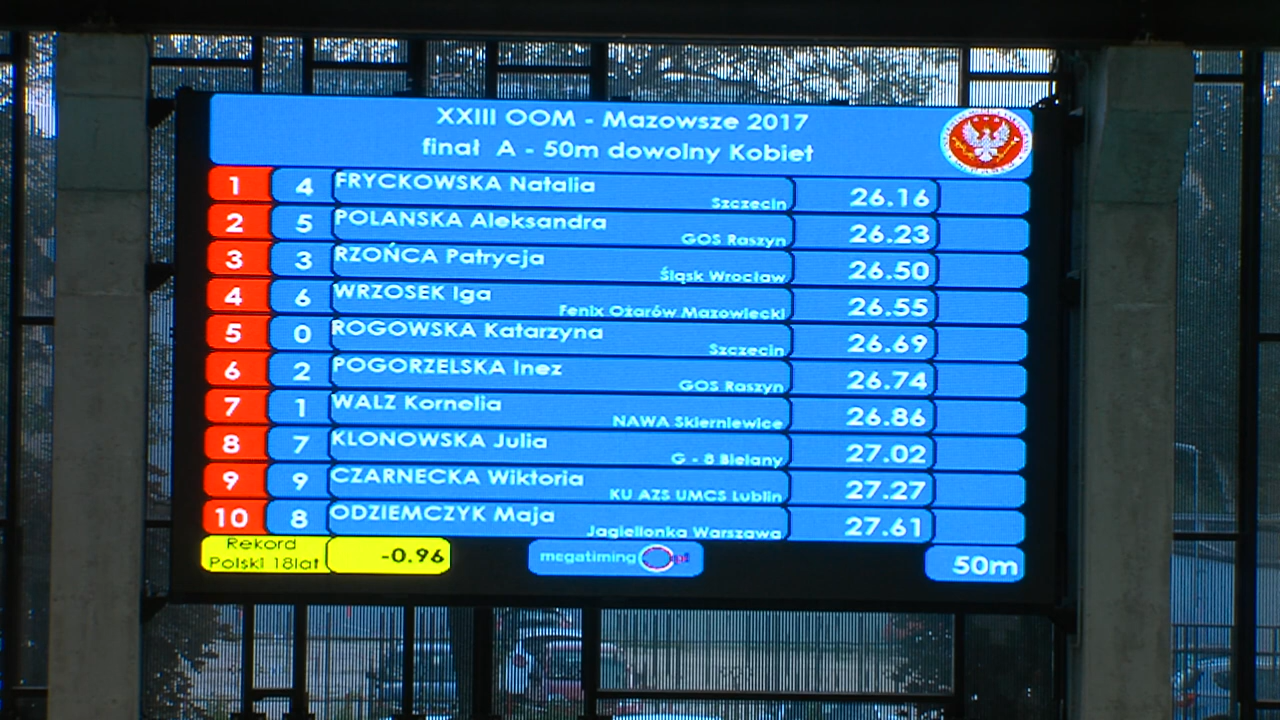 XXIII OOM - Mazowsze 2017
finał A - 50m dowolny Kobiet
1 4 FRYCKOWSKA Natalia Szczecin 26.16
2 5 POLANSKA Aleksandra GOS Raszyn 26.23
3 3 RZOŃCA Patrycja Śląsk Wrocław 26.50
4 6 WRZOSEK Iga Fenix Ożarów Mazowiecki 26.55
5 0 ROGOWSKA Katarzyna Szczecin 26.69
6 2 POGORZELSKA Inez GOS Raszyn 26.74
7 1 WALZ Kornelia NAWA Skierniewice 26.86
8 7 KLONOWSKA Julia G - 8 Bielany 27.02
9 9 CZARNECKA Wiktoria KU AZS UMCS Lublin 27.27
10 8 ODZIEMCZYK Maja Jagiellonka Warszawa 27.61
Rekord
Polski 18lat -0.96 megatiming 50m